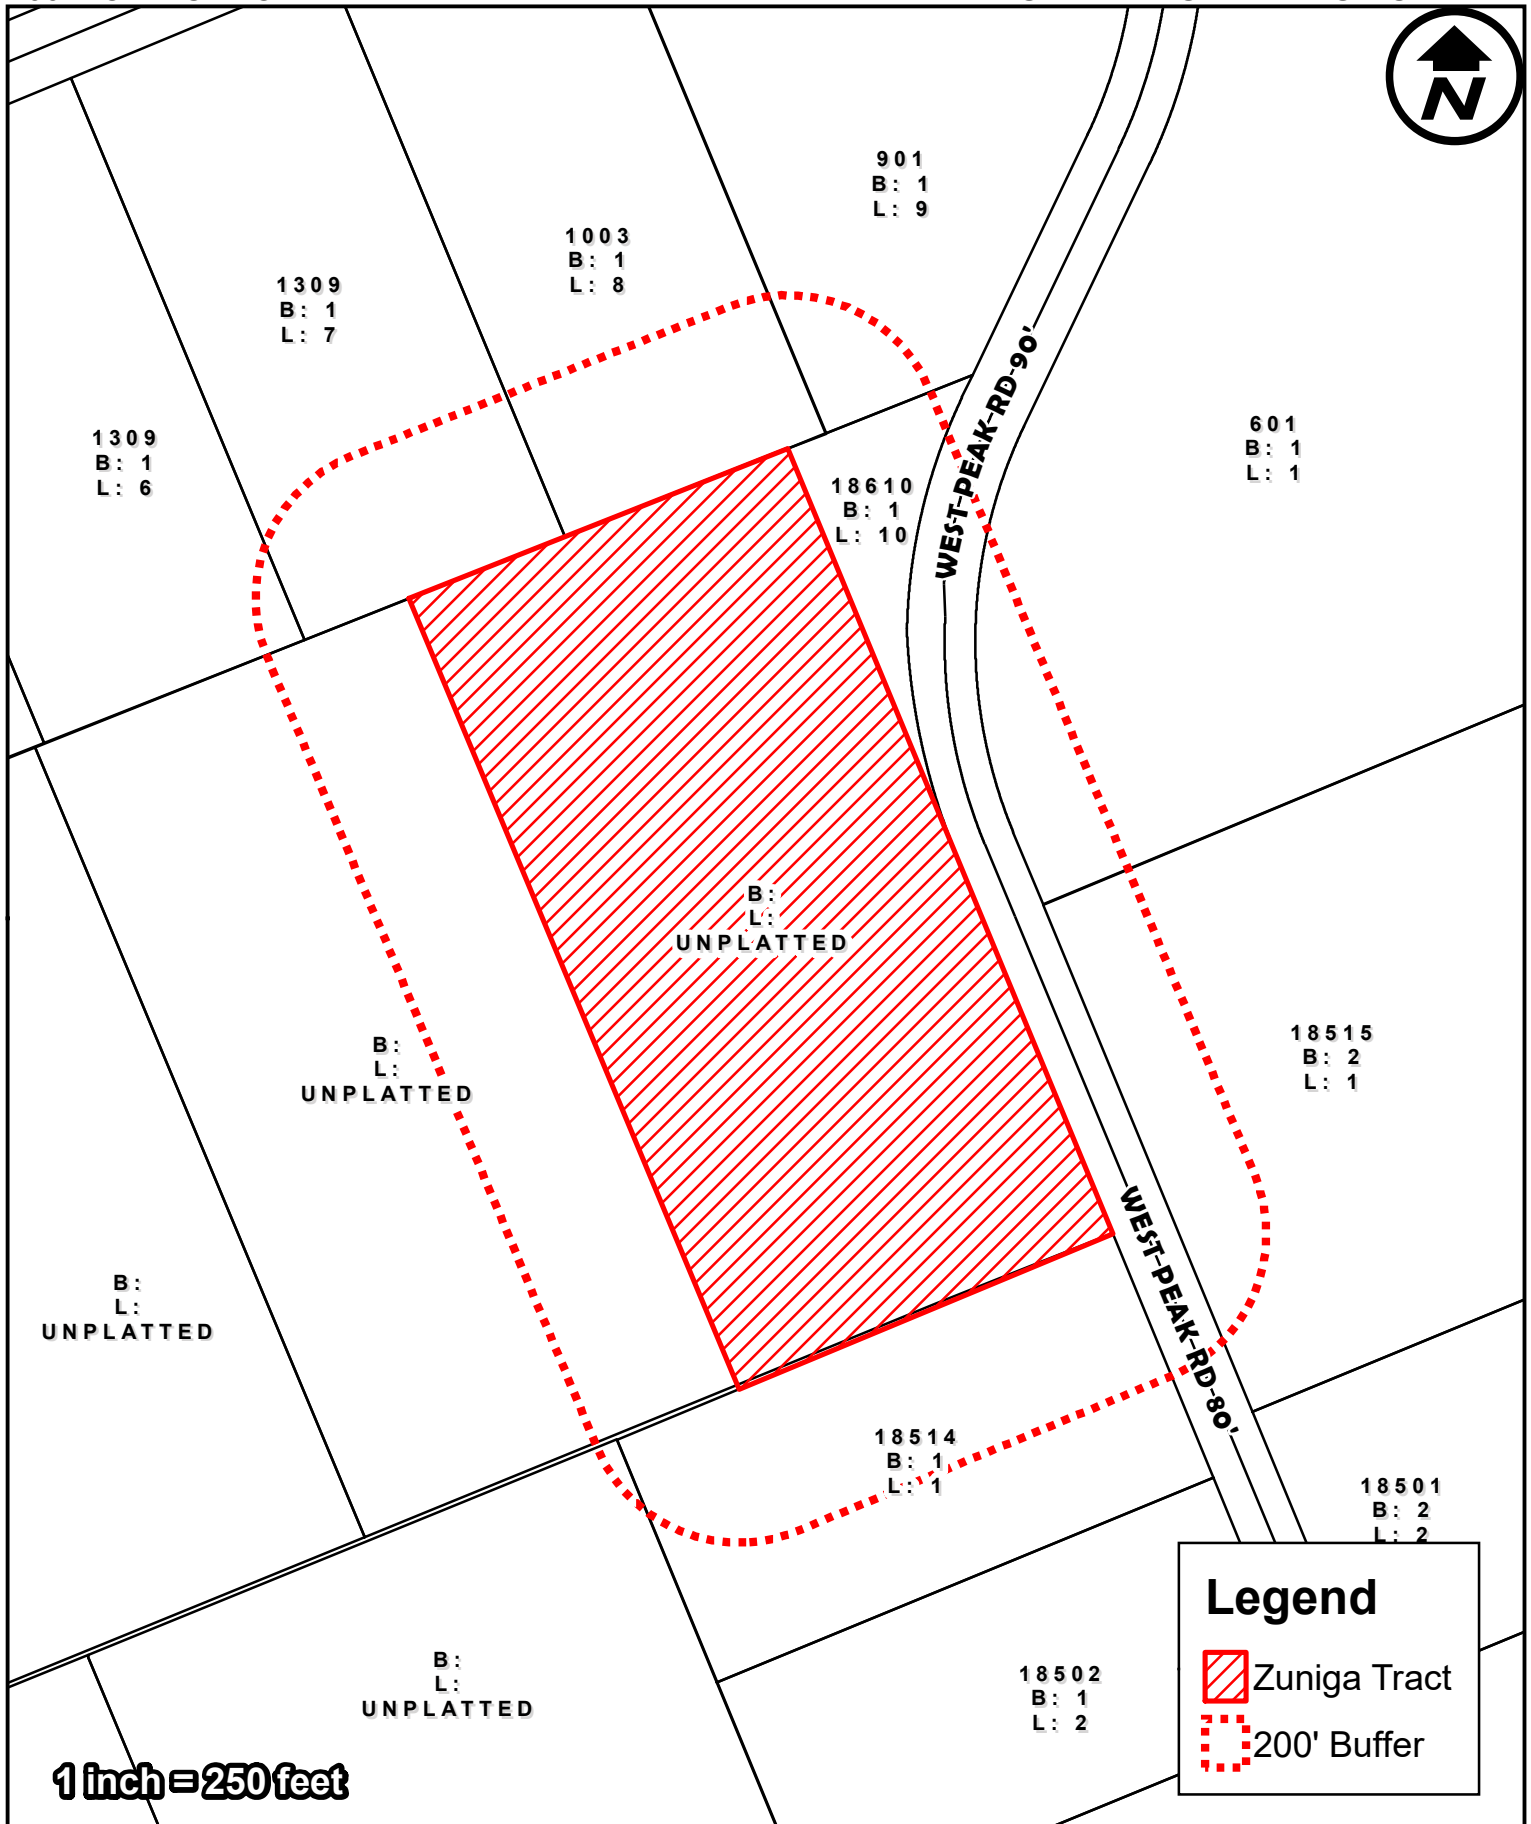 N
901
B: 1
L: 9
1003
B: 1
L: 8
1309
B: 1
L: 7
1309
B: 1
L: 6
WEST-PEAK-RD-90'
601
B: 1
L: 1
18610
B: 1
L: 10
B:
L:
UNPLATTED
B:
L:
UNPLATTED
18515
B: 2
L: 1
B:
L:
UNPLATTED
WEST-PEAK-RD-80'
18514
B: 1
L: 1
18501
B: 2
L: 2
B:
L:
UNPLATTED
18502
B: 1
L: 2
Legend
Zuniga Tract
200' Buffer
1 inch = 250 feet